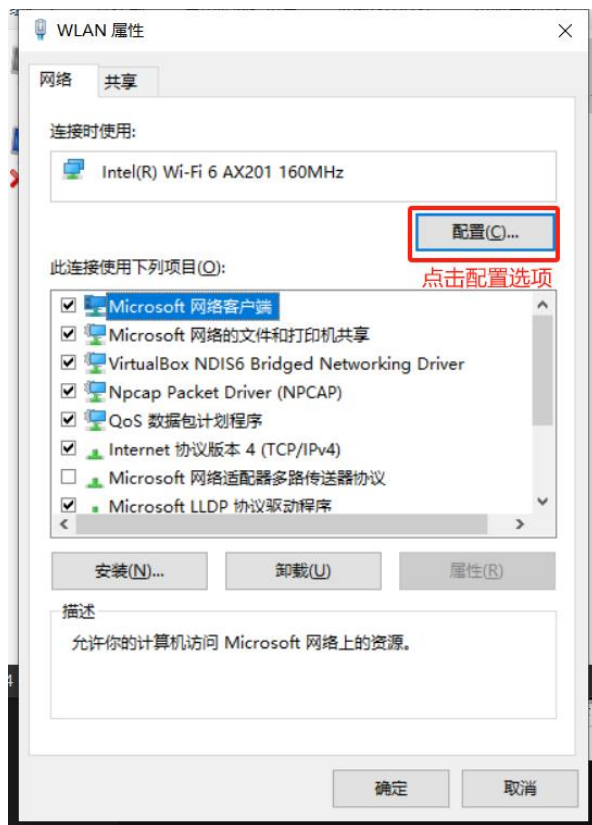 WLAN 属性
网络 共享
连接时使用:
Intel(R) Wi-Fi 6 AX201 160MHz
配置(C)...
点击配置选项
此连接使用下列项目(O):
Microsoft 网络客户端
Microsoft 网络的文件和打印机共享
VirtualBox NDIS6 Bridged Networking Driver
Npcap Packet Driver (NPCAP)
QoS 数据包计划程序
Internet 协议版本 4 (TCP/IPv4)
Microsoft 网络适配器多路传送器协议
Microsoft LLDP 协议驱动程序
安装(N)... 卸载(U) 属性(R)
描述
允许你的计算机访问 Microsoft 网络上的资源。
4
确定 取消